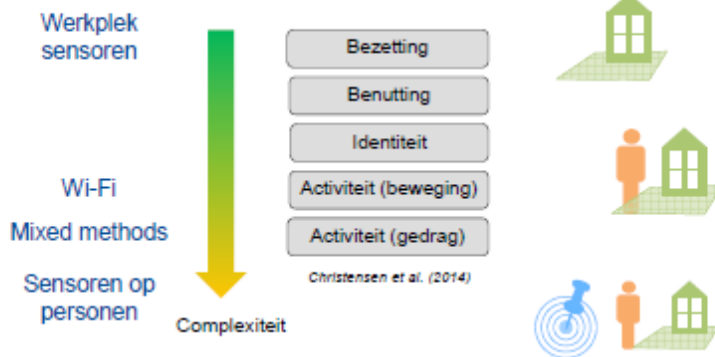 Werkplek
sensoren
Bezetting
Benutting
Identiteit
Wi-Fi
Activiteit (beweging)
Mixed methods
Activiteit (gedrag)
Sensoren op
personen
Christensen et al. (2014)
Complexiteit